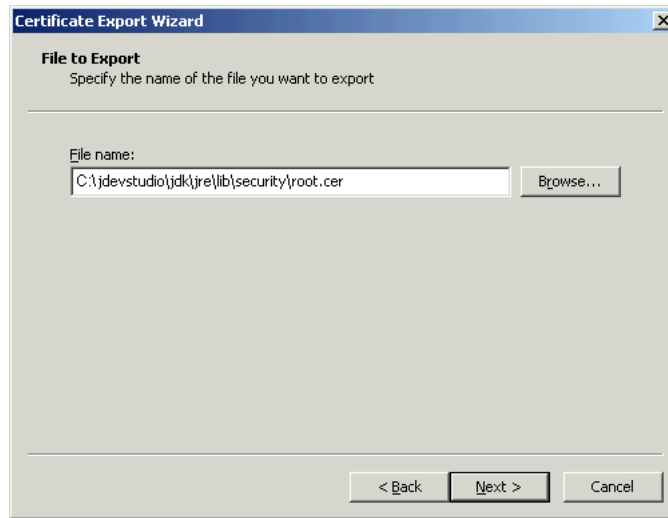 Certificate Export Wizard
File to Export
Specify the name of the file you want to export
File name:
C:\jdevstudio\jdk\jre\lib\security\root.cer
Browse...
< Back
Next >
Cancel